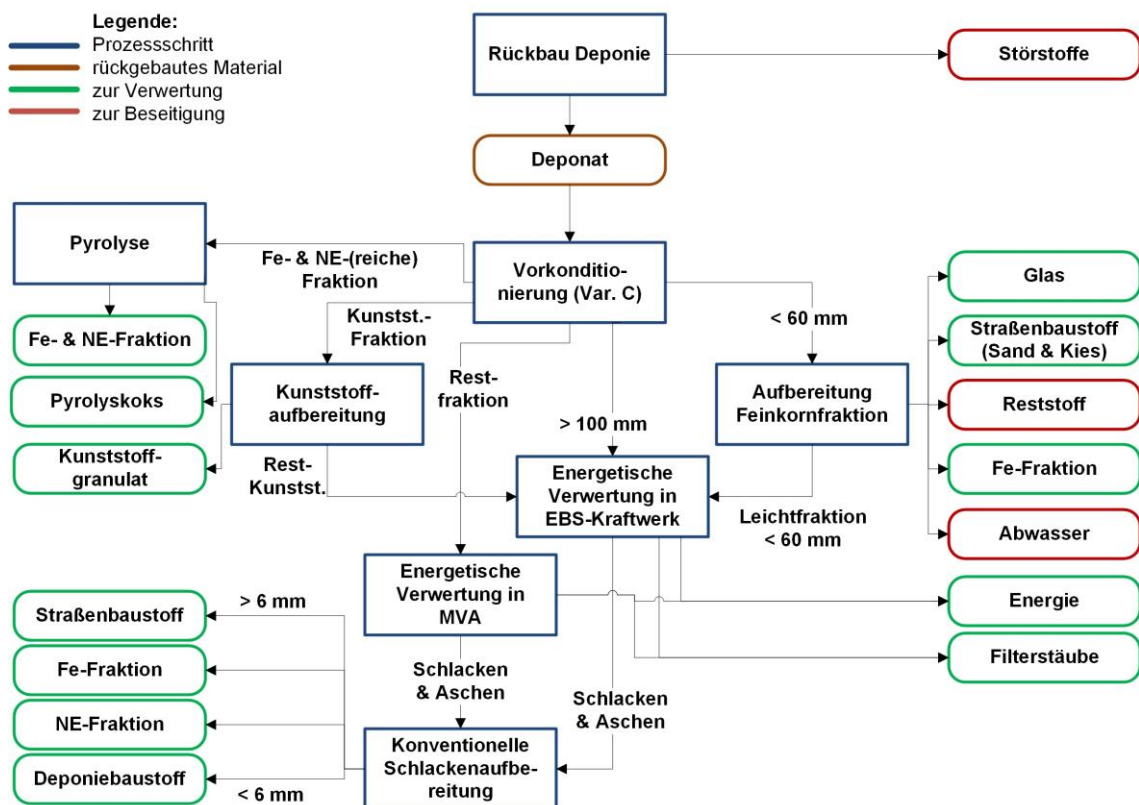 Legende:
Prozessschritt
rückgebautes Material
zur Verwertung
zur Beseitigung
Rückbau Deponie
Störstoffe
Deponat
Pyrolyse
Fe- & NE-(reiche)
Fraktion
Vorkonditio-
nierung (Var. C)
Glas
Kunstst.-
Fraktion
< 60 mm
Fe- & NE-Fraktion
Straßenbaustoff
(Sand & Kies)
Kunststoff-
aufbereitung
Rest-
fraktion
Aufbereitung
Feinkornfraktion
Pyrolyskoks
Reststoff
> 100 mm
Kunststoff-
granulat
Rest-
Kunstst.
Energetische
Verwertung in
EBS-Kraftwerk
Fe-Fraktion
Leichtfraktion
< 60 mm
Abwasser
Energetische
Verwertung in
MVA
Energie
Straßenbaustoff
> 6 mm
Filterstäube
Fe-Fraktion
Schlacken
& Aschen
Schlacken
& Aschen
NE-Fraktion
Konventionelle
Schlackenaufbe-
reitung
Deponiebaustoff
< 6 mm